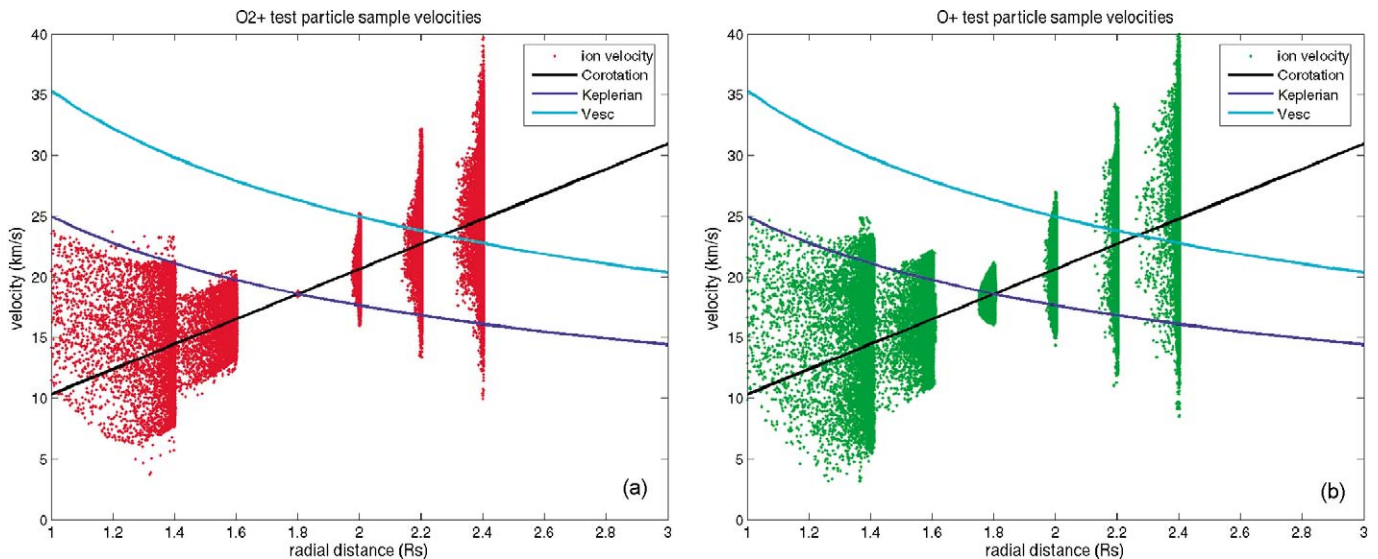 O2+ test particle sample velocities
40
35
30
25
20
15
10
5
0
velocity (km/s)
ion velocity
Corotation
Keplerian
Vesc
(a)
1 1.2 1.4 1.6 1.8 2 2.2 2.4 2.6 2.8 3
radial distance (Rs)
O+ test particle sample velocities
40
35
30
25
20
15
10
5
0
velocity (km/s)
ion velocity
Corotation
Keplerian
Vesc
(b)
1 1.2 1.4 1.6 1.8 2 2.2 2.4 2.6 2.8 3
radial distance (Rs)